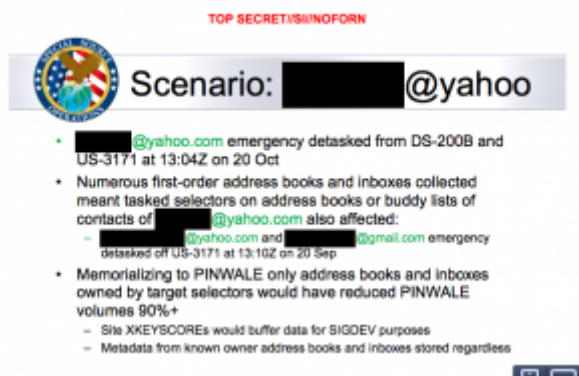 TOP SECRET//SI//NOFORN
SPECIAL SOURCE
OPERATIONS
Scenario: @yahoo
@yahoo.com emergency detasked from DS-200B and
US-3171 at 13:04Z on 20 Oct
Numerous first-order address books and inboxes collected
meant tasked selectors on address books or buddy lists of
contacts of @yahoo.com also affected:
– @yahoo.com and @gmail.com emergency
detasked off US-3171 at 13:10Z on 20 Sep
Memorializing to PINWALE only address books and inboxes
owned by target selectors would have reduced PINWALE
volumes 90%+
– Site XKEYSCOREs would buffer data for SIGDEV purposes
– Metadata from known owner address books and inboxes stored regardless